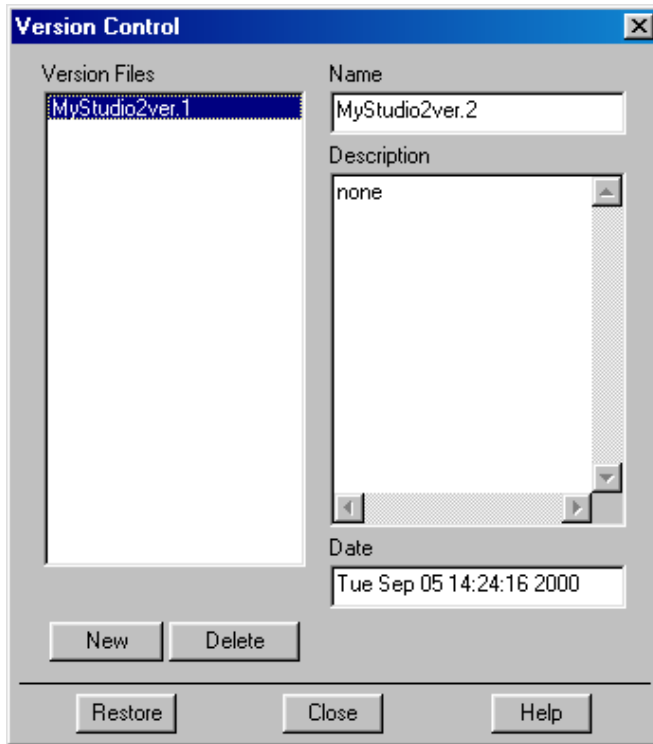 Version Control
Version Files
MyStudio2ver.1
Name
MyStudio2ver.2
Description
none
Date
Tue Sep 05 14:24:16 2000
New
Delete
Restore
Close
Help